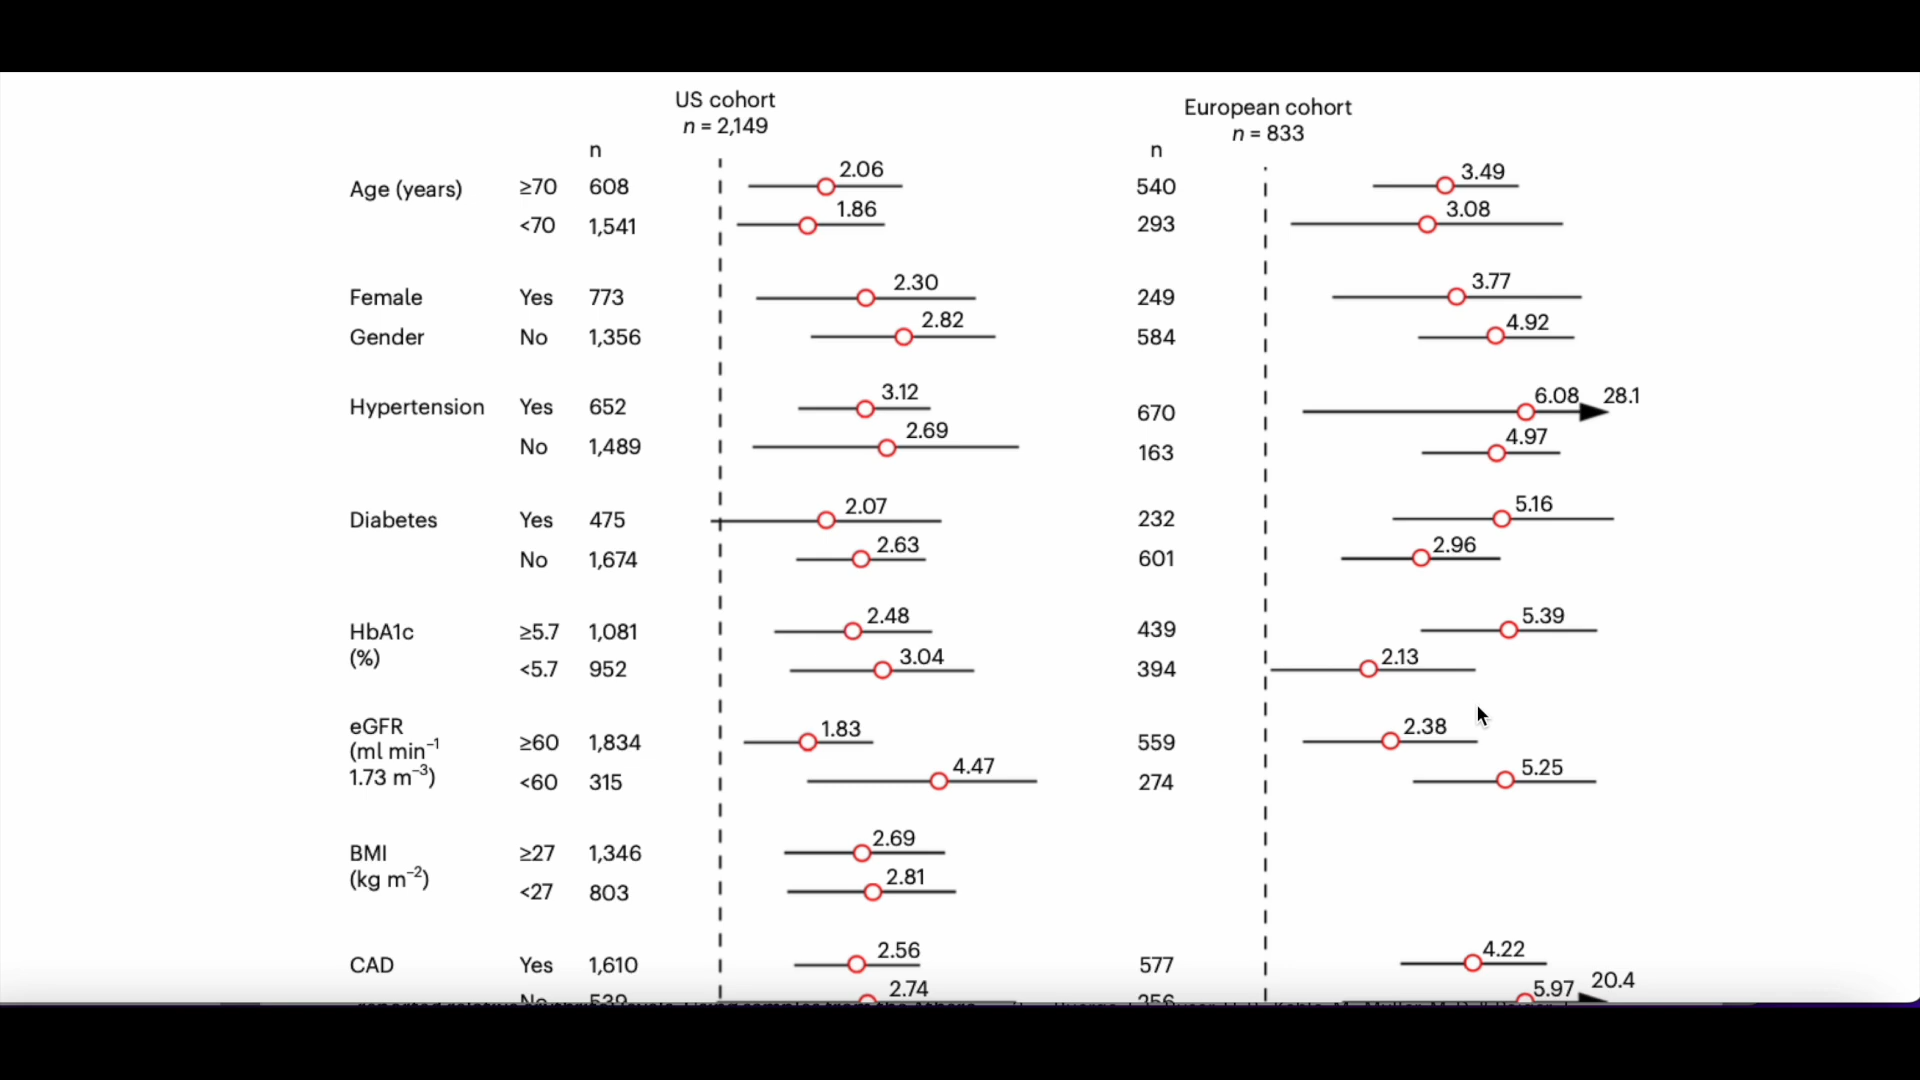 US cohort
n = 2,149
European cohort
n = 833
n
n
Age (years) ≥70 608 2.06 540 3.49
<70 1,541 1.86 293 3.08
Female Yes 773 2.30 249 3.77
Gender No 1,356 2.82 584 4.92
Hypertension Yes 652 3.12 670 6.08 28.1
No 1,489 2.69 163 4.97
Diabetes Yes 475 2.07 232 5.16
No 1,674 2.63 601 2.96
HbA1c ≥5.7 1,081 2.48 439 5.39
(%)
<5.7 952 3.04 394 2.13
eGFR
(ml min⁻¹ ≥60 1,834 1.83 559 2.38
1.73 m⁻³) <60 315 4.47 274 5.25
BMI ≥27 1,346 2.69
(kg m⁻²) <27 803 2.81
CAD Yes 1,610 2.56 577 4.22
No 539 2.74 256 5.97 20.4